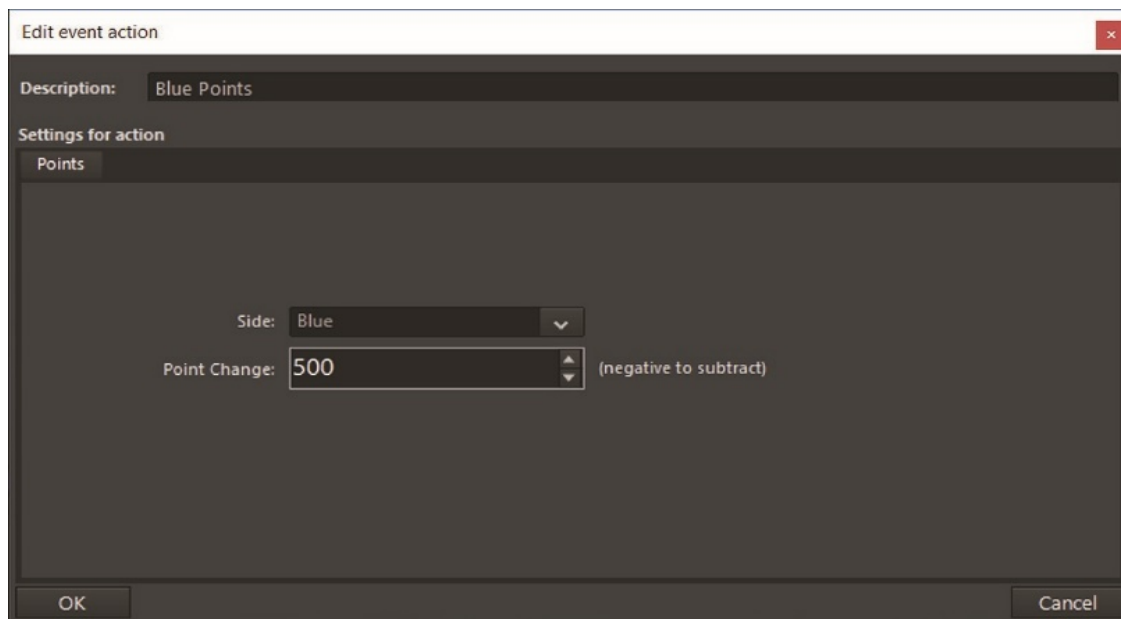 Edit event action
Description: Blue Points
Settings for action
Points
Side: Blue
Point Change: 500 (negative to subtract)
OK Cancel